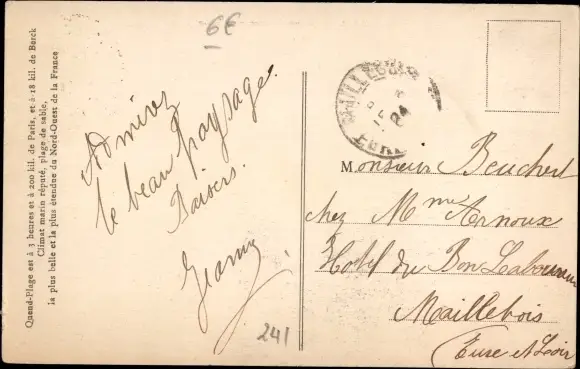 6€
Quend-Plage est à 3 heures et à 200 kil. de Paris, et à 18 kil. de Berck
Climat marin réputé, plage de sable,
la plus belle et la plus étendue du Nord-Ouest de la France
Admirez
le beau Paysage.
Baisers.
241
Monsieur Beuchert
chez Mme Arnoux
Hotel du Bon Laboureur
Maillebois
(Eure et Loir